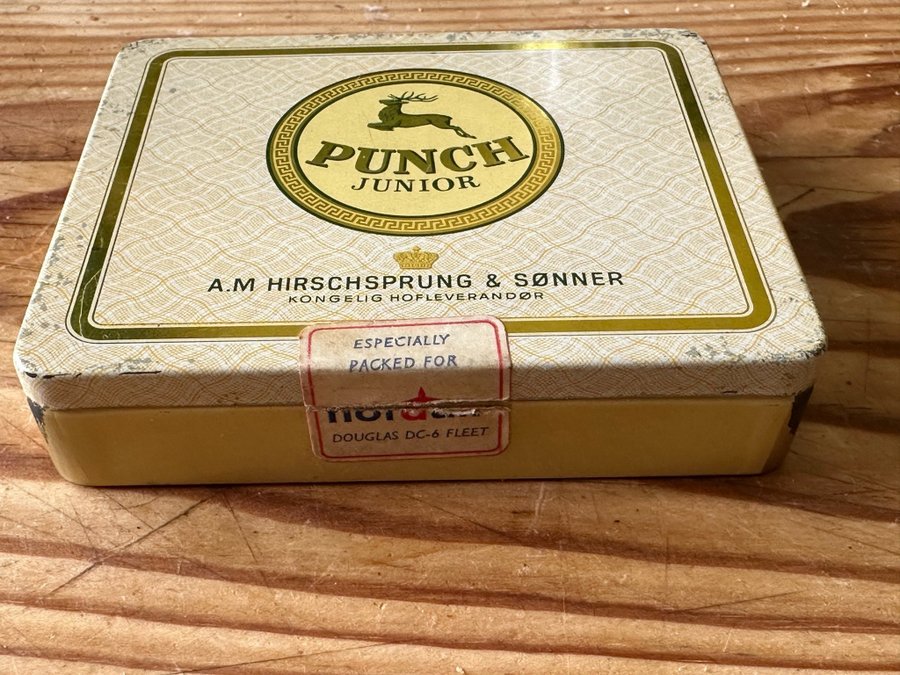 PUNCH
JUNIOR
A.M HIRSCHSPRUNG & SØNNER
KONGELIG HOFLEVERANDØR
ESPECIALLY
PACKED FOR
DOUGLAS DC-6 FLEET